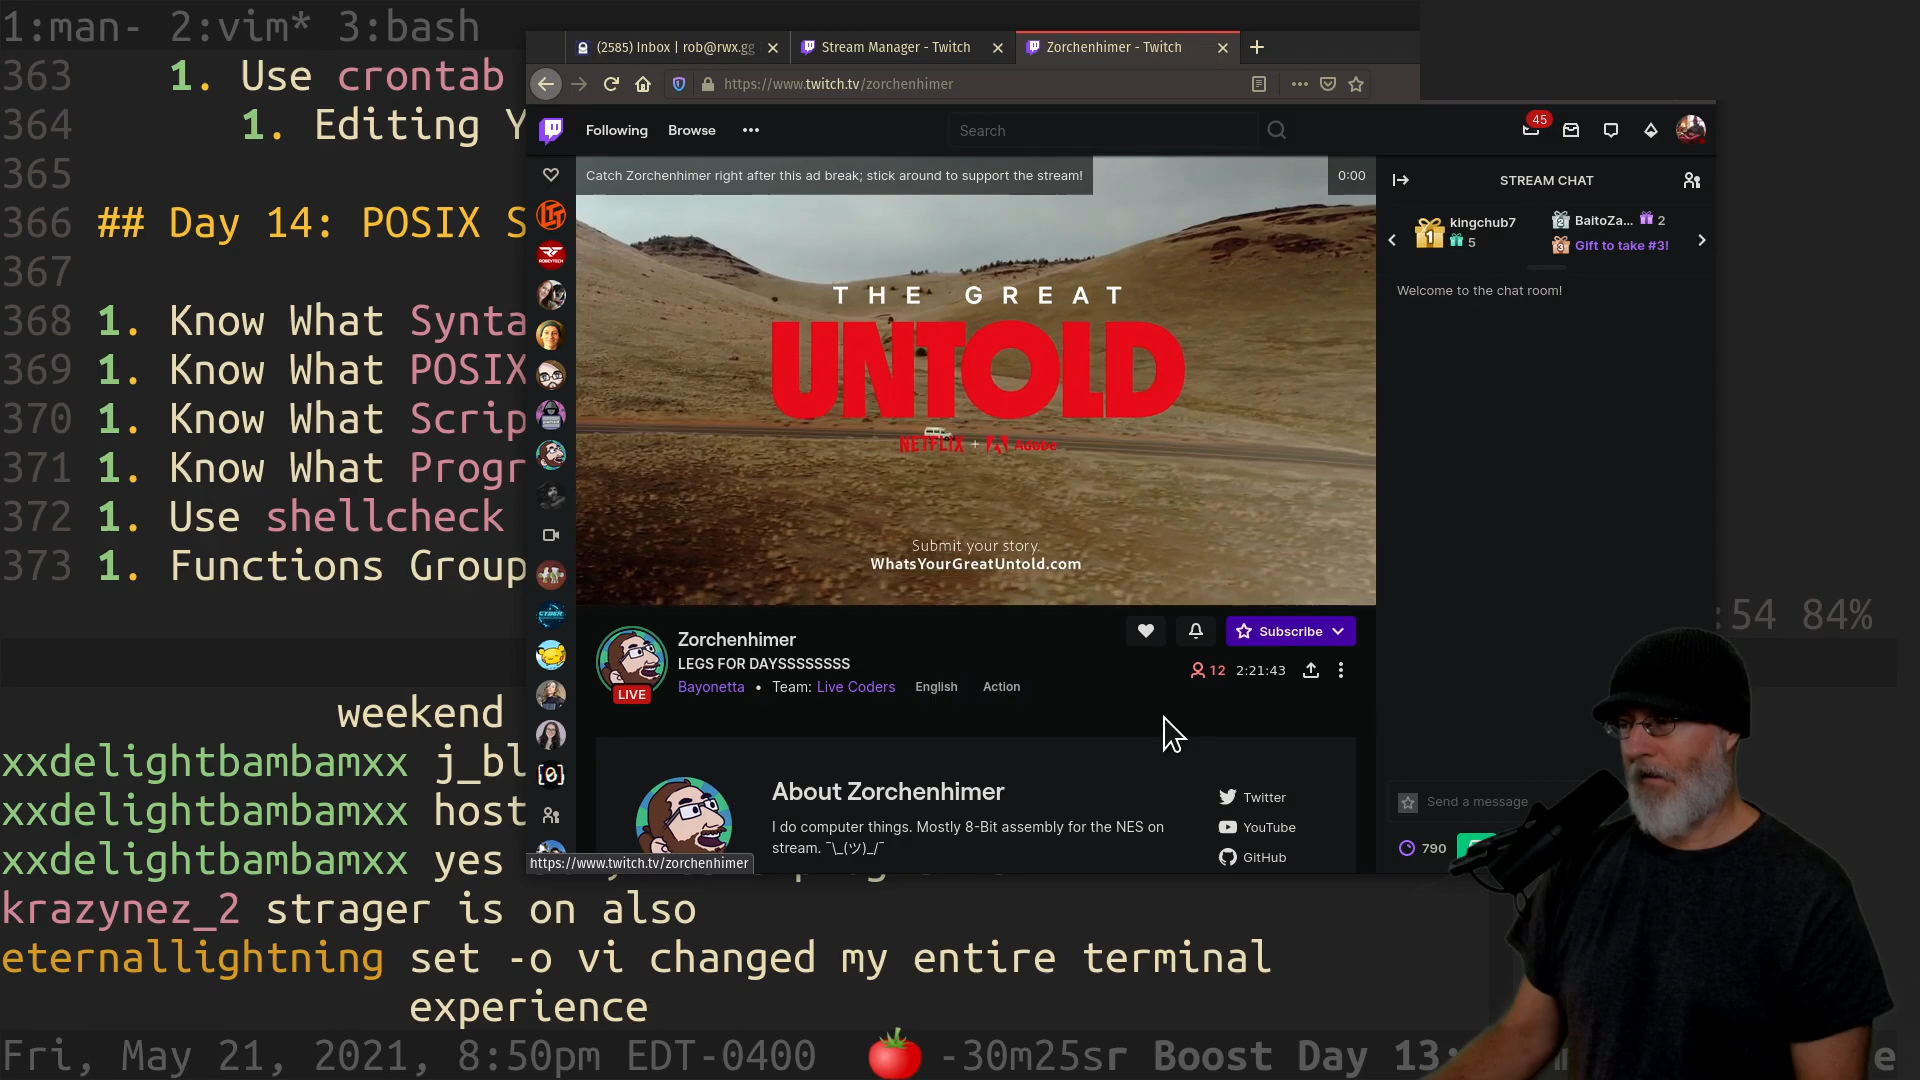 1:man- 2:vim* 3:bash
363 1. Use crontab
364 1. Editing Y
365
366 ## Day 14: POSIX S
367
368 1. Know What Synta
369 1. Know What POSIX
370 1. Know What Scrip
371 1. Know What Progr
372 1. Use shellcheck
373 1. Functions Group
:54 84%
weekend
xxdelightbambamxx j_bl
xxdelightbambamxx host
xxdelightbambamxx yes
krazynez_2 strager is on also
eternallightning set -o vi changed my entire terminal
experience
Fri, May 21, 2021, 8:50pm EDT-0400 -30m25sr Boost Day 13:
(2585) Inbox | rob@rwx.gg
Stream Manager - Twitch
Zorchenhimer - Twitch
https://www.twitch.tv/zorchenhimer
Following Browse
Search
45
Catch Zorchenhimer right after this ad break; stick around to support the stream!
0:00
THE GREAT
UNTOLD
NETFLIX + Adobe
Submit your story.
WhatsYourGreatUntold.com
STREAM CHAT
1 kingchub7
5
2 BaitoZa... 2
3 Gift to take #3!
Welcome to the chat room!
Zorchenhimer
LEGS FOR DAYSSSSSSSS
Bayonetta • Team: Live Coders English Action
LIVE
Subscribe
12 2:21:43
About Zorchenhimer
I do computer things. Mostly 8-Bit assembly for the NES on
stream. ¯\_(ツ)_/¯
Twitter
YouTube
GitHub
Send a message
790
https://www.twitch.tv/zorchenhimer